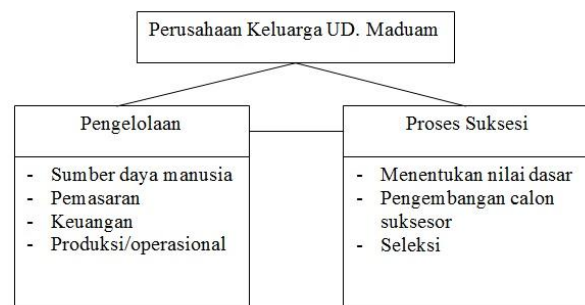 Perusahaan Keluarga UD. Maduam
Pengelolaan
- Sumber daya manusia
- Pemasaran
- Keuangan
- Produksi/operasional
Proses Suksesi
- Menentukan nilai dasar
- Pengembangan calon
suksesor
- Seleksi